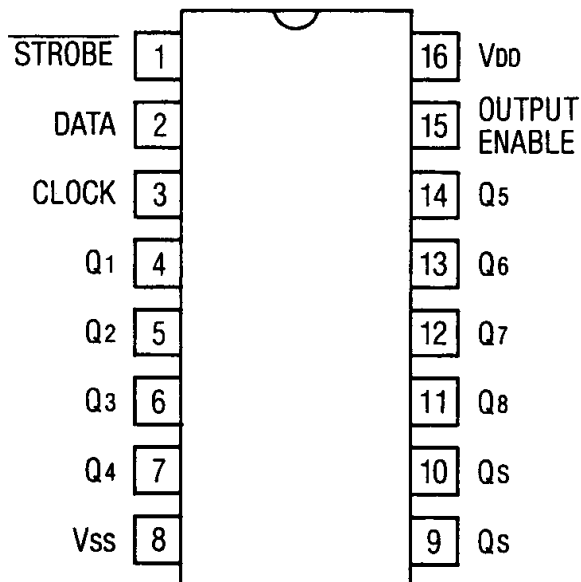 STROBE 1 16 VDD
DATA 2 15 OUTPUT ENABLE
CLOCK 3 14 Q5
Q1 4 13 Q6
Q2 5 12 Q7
Q3 6 11 Q8
Q4 7 10 QS
VSS 8 9 QS